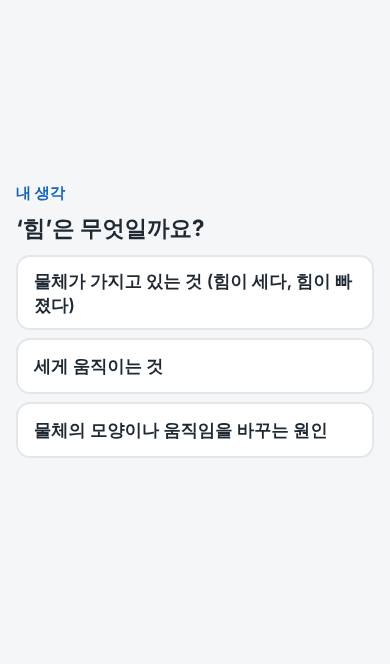 내 생각
‘힘’은 무엇일까요?
물체가 가지고 있는 것 (힘이 세다, 힘이 빠
졌다)
세게 움직이는 것
물체의 모양이나 움직임을 바꾸는 원인